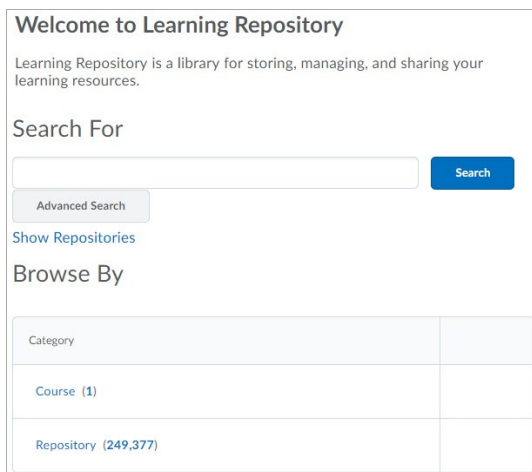 Welcome to Learning Repository
Learning Repository is a library for storing, managing, and sharing your
learning resources.
Search For
Search
Advanced Search
Show Repositories
Browse By
Category
Course (1)
Repository (249,377)